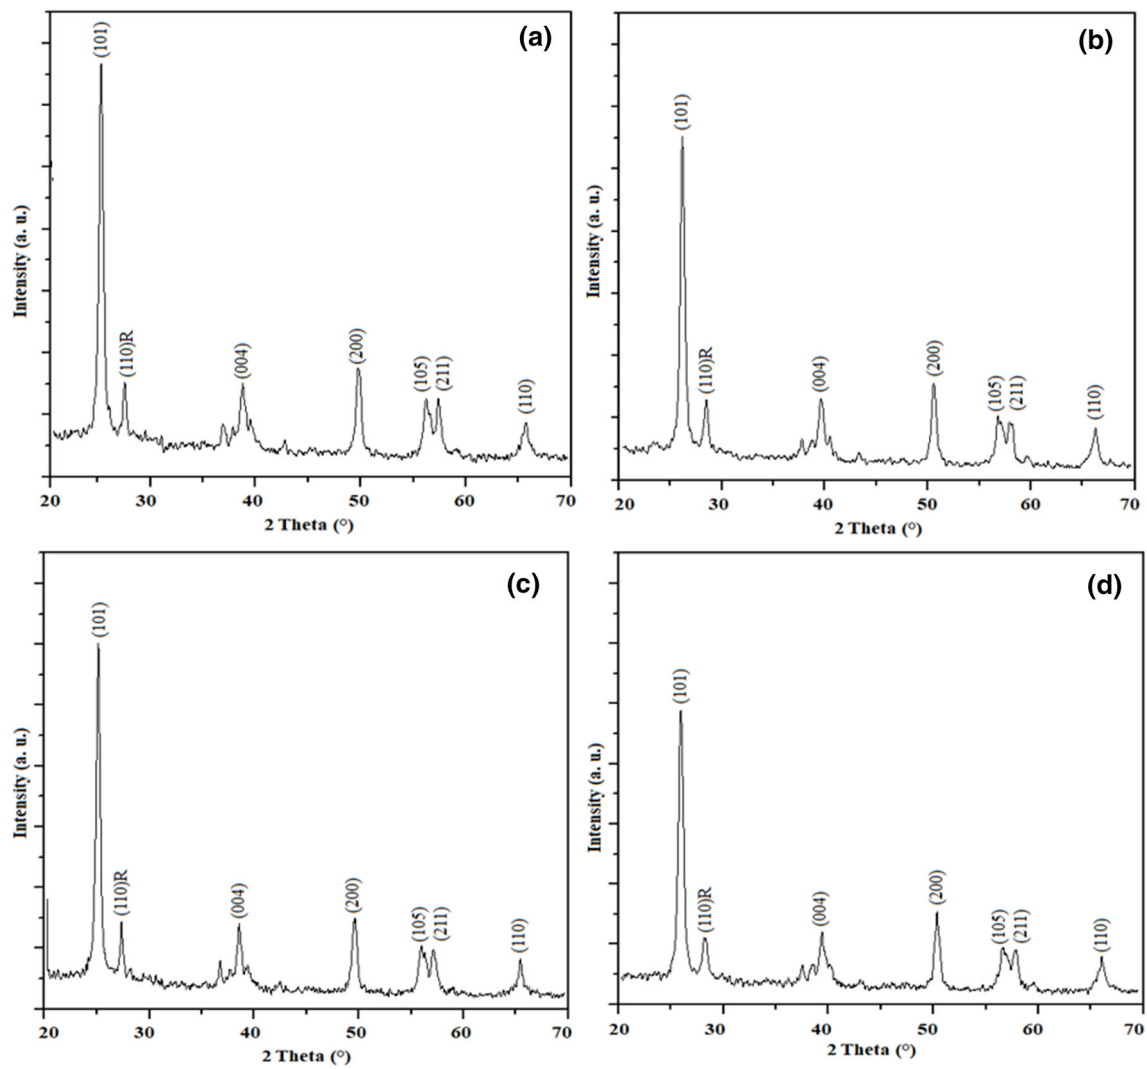 (a)
(101)
(110)R
(004)
(200)
(105)
(211)
(110)
Intensity (a. u.)
20 30 40 50 60 70
2 Theta (°)
(b)
(101)
(110)R
(004)
(200)
(105)
(211)
(110)
Intensity (a. u.)
20 30 40 50 60 70
2 Theta (°)
(c)
(101)
(110)R
(004)
(200)
(105)
(211)
(110)
Intensity (a. u.)
20 30 40 50 60 70
2 Theta (°)
(d)
(101)
(110)R
(004)
(200)
(105)
(211)
(110)
Intensity (a. u.)
20 30 40 50 60 70
2 Theta (°)